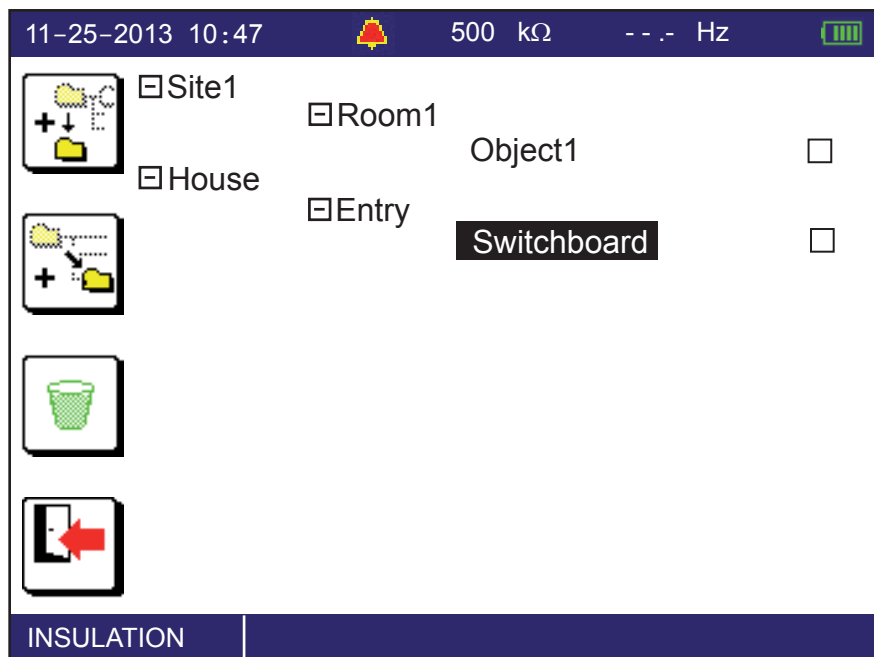 11-25-2013 10:47 500 kΩ - - .- Hz
Site1
Room1
Object1
House
Entry
Switchboard
INSULATION